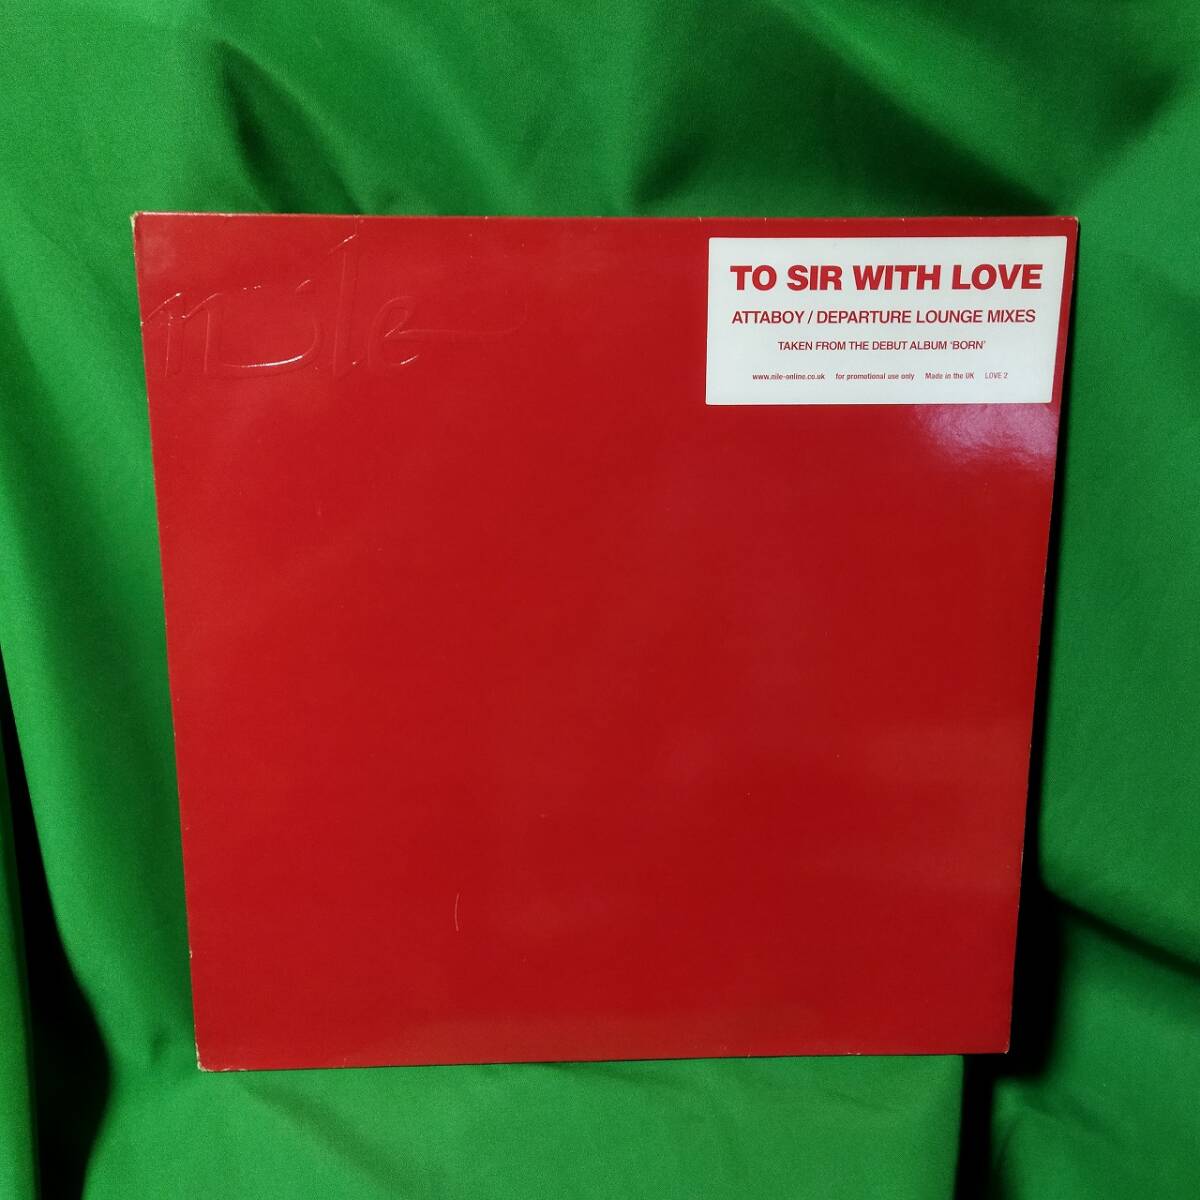 nile
TO SIR WITH LOVE
ATTABOY / DEPARTURE LOUNGE MIXES
TAKEN FROM THE DEBUT ALBUM 'BORN'
www.nile-online.co.uk for promotional use only Made in the UK LOVE 2